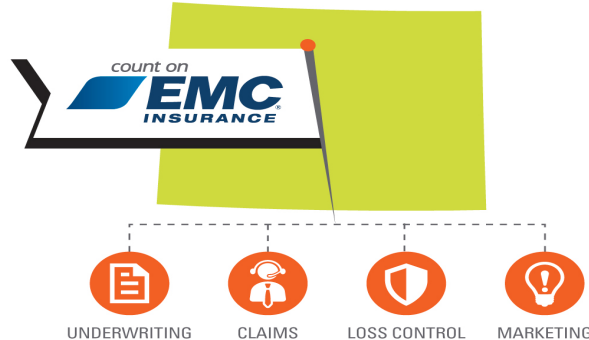 count on
EMC®
INSURANCE
UNDERWRITING
CLAIMS
LOSS CONTROL
MARKETING